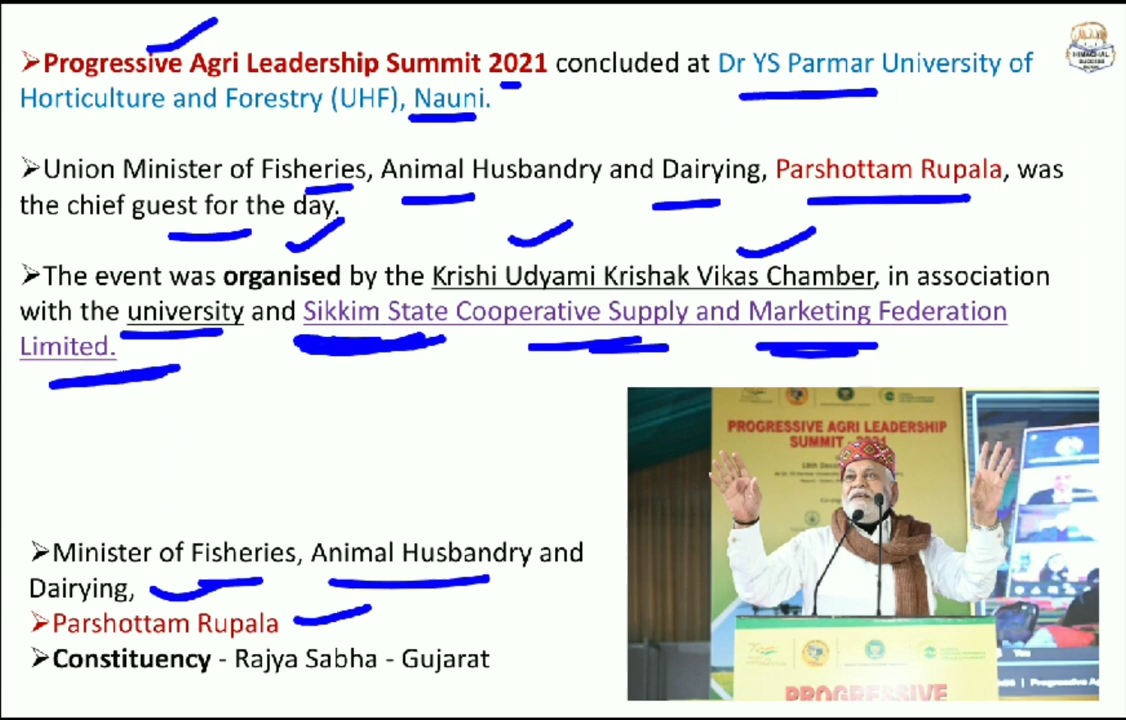 ➢Progressive Agri Leadership Summit 2021 concluded at Dr YS Parmar University of
Horticulture and Forestry (UHF), Nauni.
➢Union Minister of Fisheries, Animal Husbandry and Dairying, Parshottam Rupala, was
the chief guest for the day.
➢The event was organised by the Krishi Udyami Krishak Vikas Chamber, in association
with the university and Sikkim State Cooperative Supply and Marketing Federation
Limited.
PROGRESSIVE AGRI LEADERSHIP
SUMMIT - 2021
➢Minister of Fisheries, Animal Husbandry and
Dairying,
➢Parshottam Rupala
➢Constituency - Rajya Sabha - Gujarat
You
Progressive Ag
PROGRESSIVE